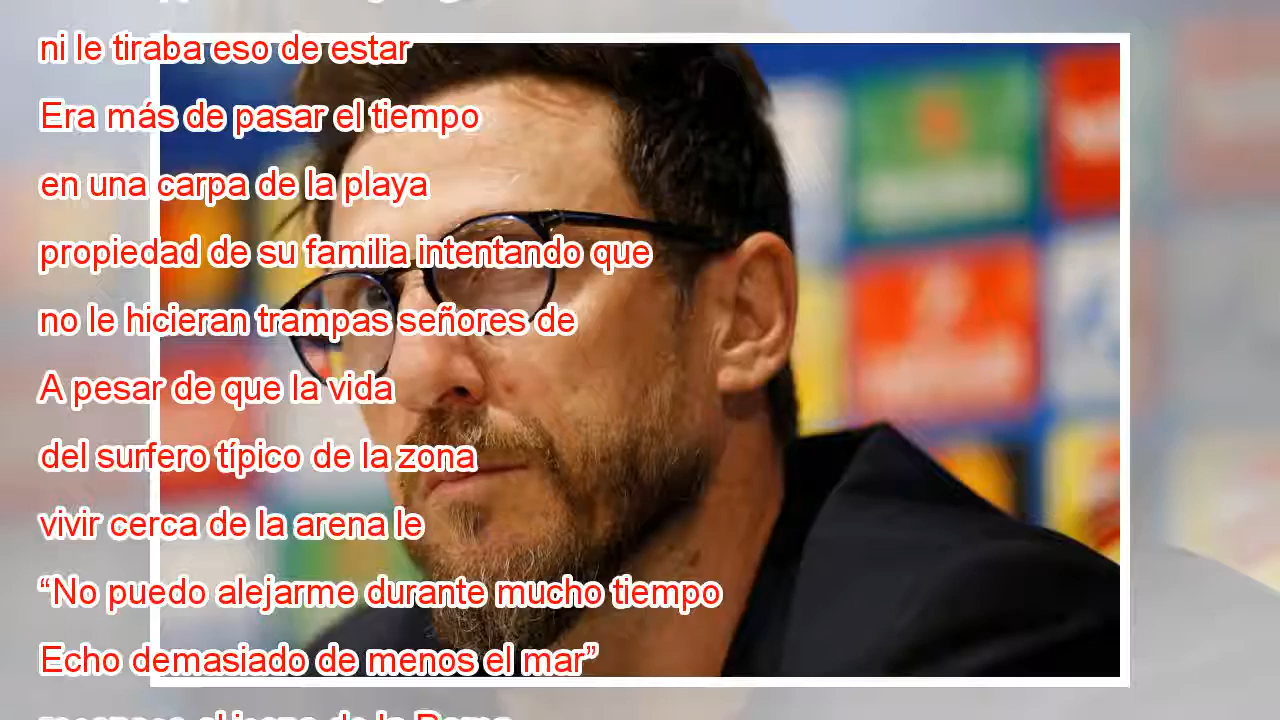 ni le tiraba eso de estar
Era más de pasar el tiempo
en una carpa de la playa
propiedad de su familia intentando que
no le hicieran trampas señores de
A pesar de que la vida
del surfero típico de la zona
vivir cerca de la arena le
“No puedo alejarme durante mucho tiempo
Echo demasiado de menos el mar”